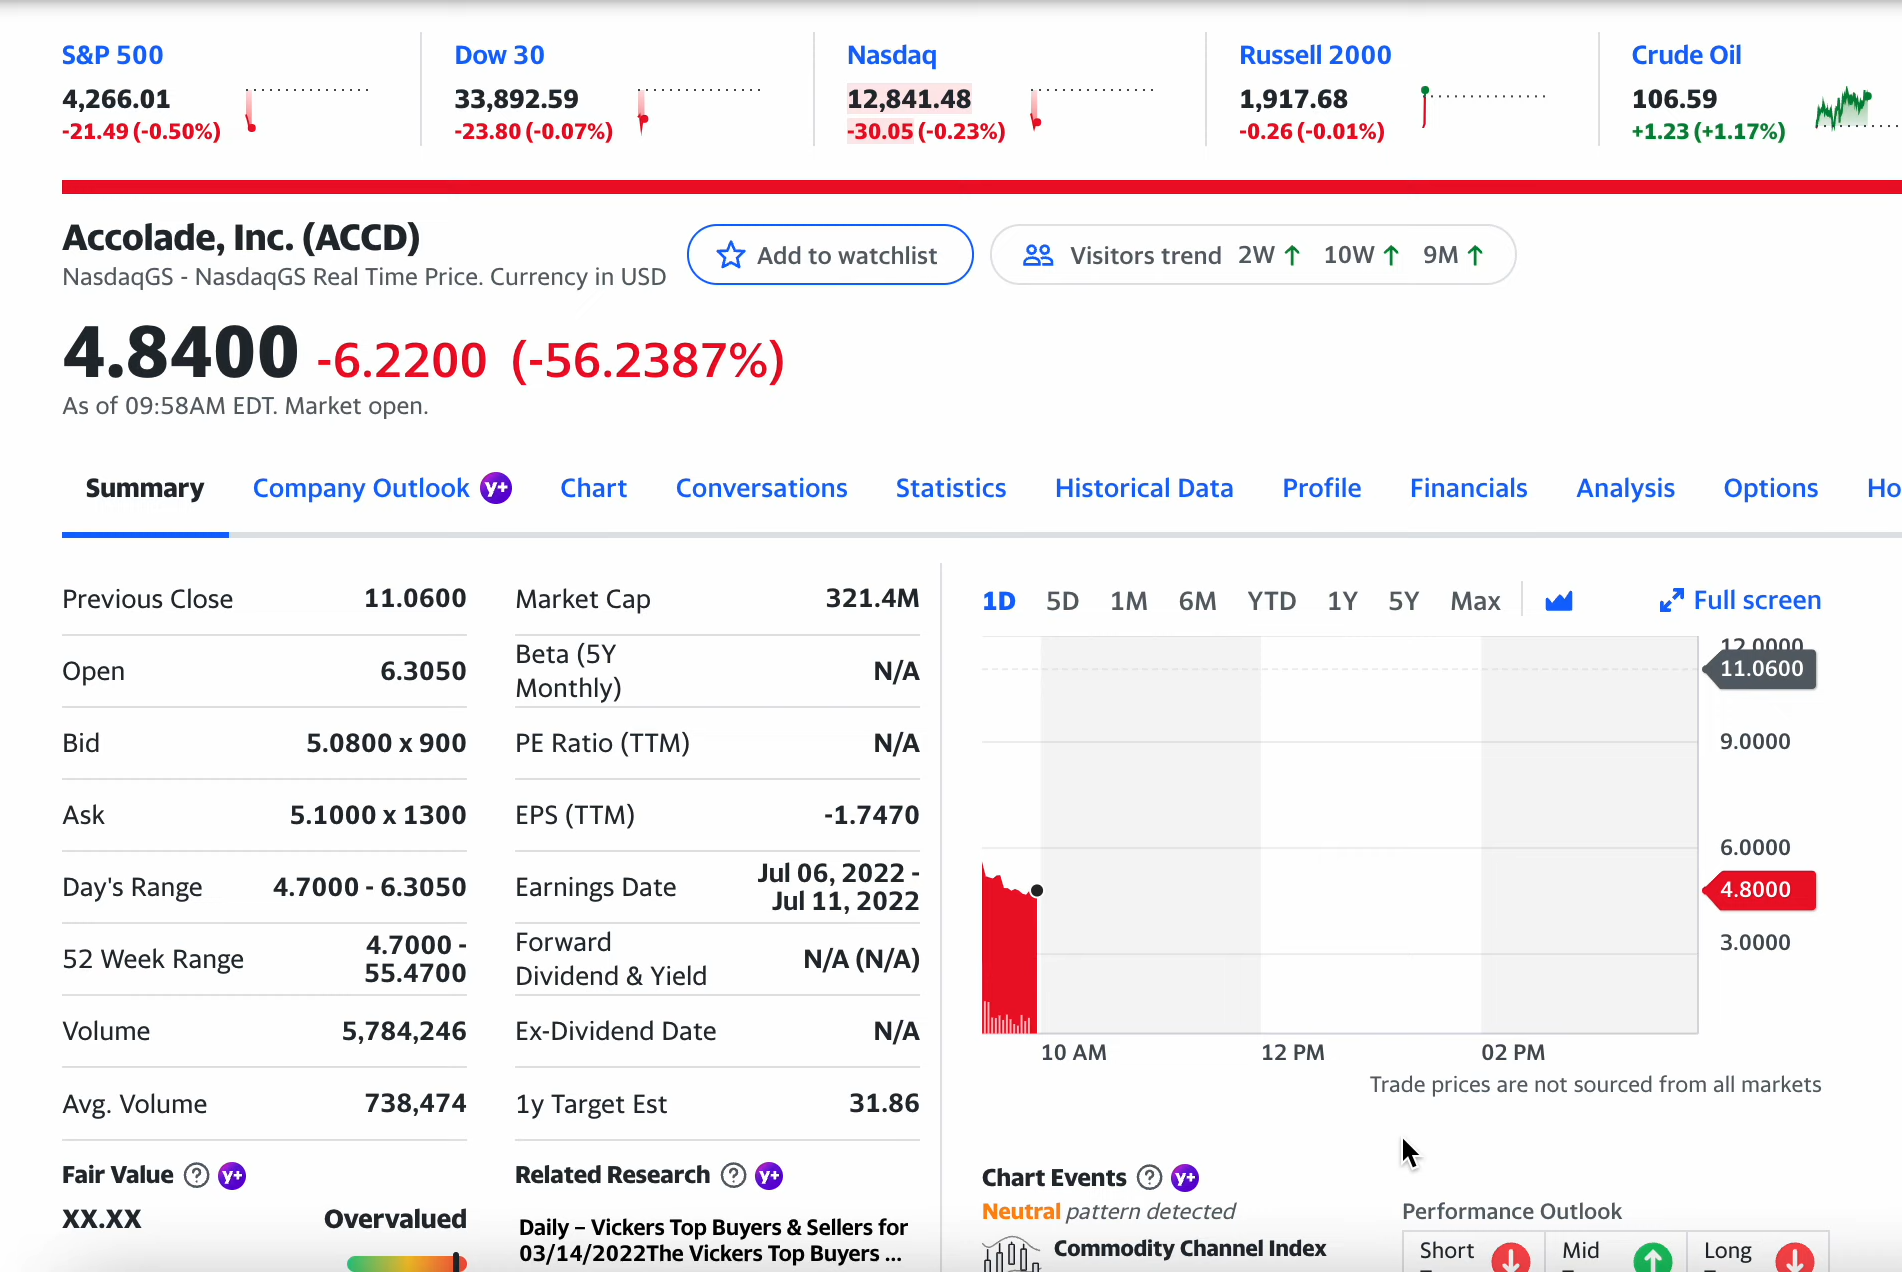 S&P 500
4,266.01
-21.49 (-0.50%)
Dow 30
33,892.59
-23.80 (-0.07%)
Nasdaq
12,841.48
-30.05 (-0.23%)
Russell 2000
1,917.68
-0.26 (-0.01%)
Crude Oil
106.59
+1.23 (+1.17%)
Accolade, Inc. (ACCD)
NasdaqGS - NasdaqGS Real Time Price. Currency in USD
Add to watchlist
Visitors trend 2W ↑ 10W ↑ 9M ↑
4.8400 -6.2200 (-56.2387%)
As of 09:58AM EDT. Market open.
Summary Company Outlook y+ Chart Conversations Statistics Historical Data Profile Financials Analysis Options Ho
Previous Close 11.0600
Open 6.3050
Bid 5.0800 x 900
Ask 5.1000 x 1300
Day's Range 4.7000 - 6.3050
52 Week Range 4.7000 -
55.4700
Volume 5,784,246
Avg. Volume 738,474
Market Cap 321.4M
Beta (5Y
Monthly) N/A
PE Ratio (TTM) N/A
EPS (TTM) -1.7470
Earnings Date Jul 06, 2022 -
Jul 11, 2022
Forward
Dividend & Yield N/A (N/A)
Ex-Dividend Date N/A
1y Target Est 31.86
1D 5D 1M 6M YTD 1Y 5Y Max Full screen
12.0000
11.0600
9.0000
6.0000
4.8000
3.0000
10 AM 12 PM 02 PM
Trade prices are not sourced from all markets
Fair Value ? y+
XX.XX Overvalued
Related Research ? y+
Daily – Vickers Top Buyers & Sellers for
03/14/2022The Vickers Top Buyers ...
Chart Events ? y+
Neutral pattern detected
Commodity Channel Index
Performance Outlook
Short Mid Long